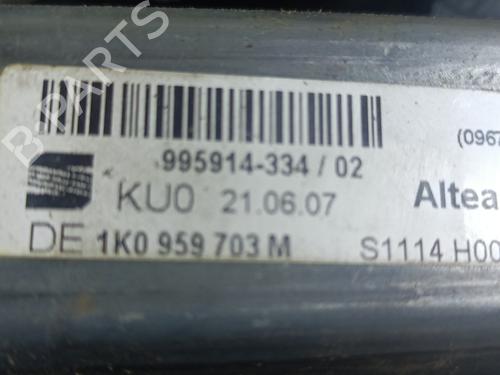 B-PARTS
(0967
995914-334 / 02
KU0 21.06.07 Altea
DE 1K0 959 703 M S1114 H00